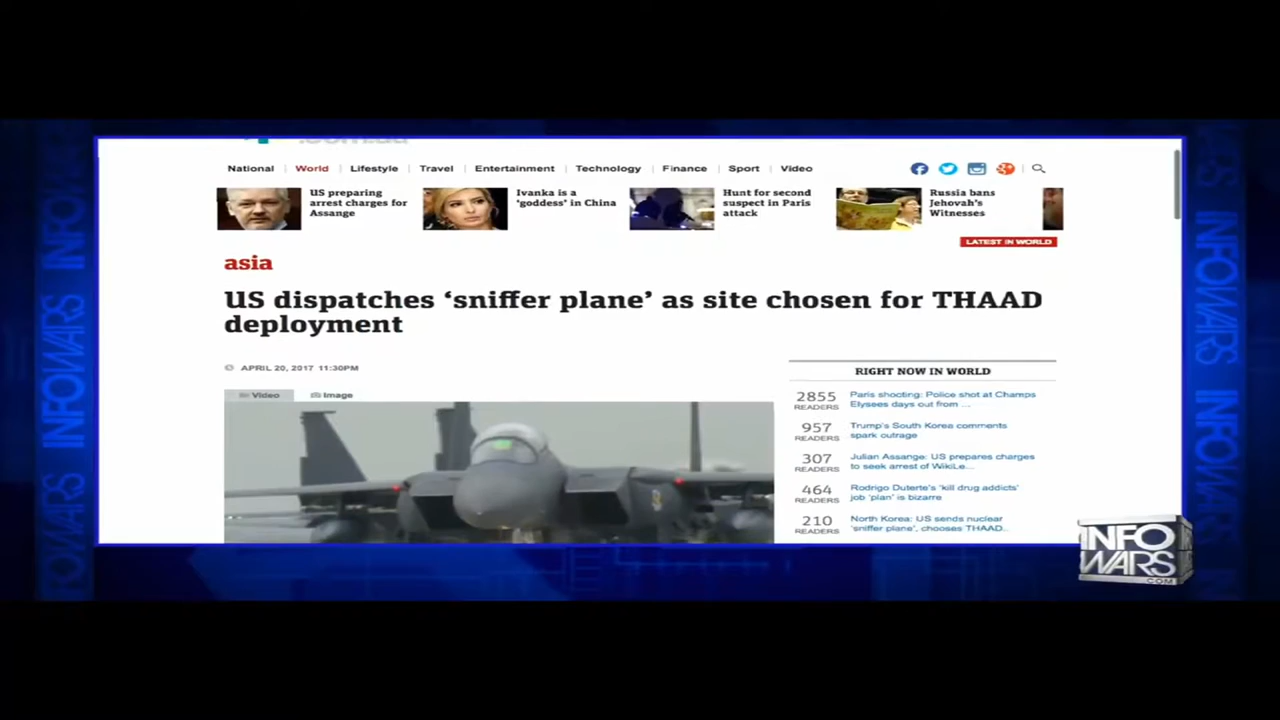 National
World
Lifestyle
Travel
Entertainment
Technology
Finance
Sport
Video
US preparing
arrest charges for
Assange
Ivanka is a
‘goddess’ in China
Hunt for second
suspect in Paris
attack
Russia bans
Jehovah's
Witnesses
LATEST IN WORLD
asia
US dispatches ‘sniffer plane’ as site chosen for THAAD
deployment
APRIL 20, 2017 11:30PM
Video
Image
RIGHT NOW IN WORLD
2855
READERS
Paris shooting: Police shot at Champs
Elysees days out from ...
957
READERS
Trump's South Korea comments
spark outrage
307
READERS
Julian Assange: US prepares charges
to seek arrest of WikiLe...
464
READERS
Rodrigo Duterte's ‘kill drug addicts’
job ‘plan’ is bizarre
210
READERS
North Korea: US sends nuclear
‘sniffer plane’, chooses THAAD...
INFOWARS
INFOWARS
INFO
WARS
.COM